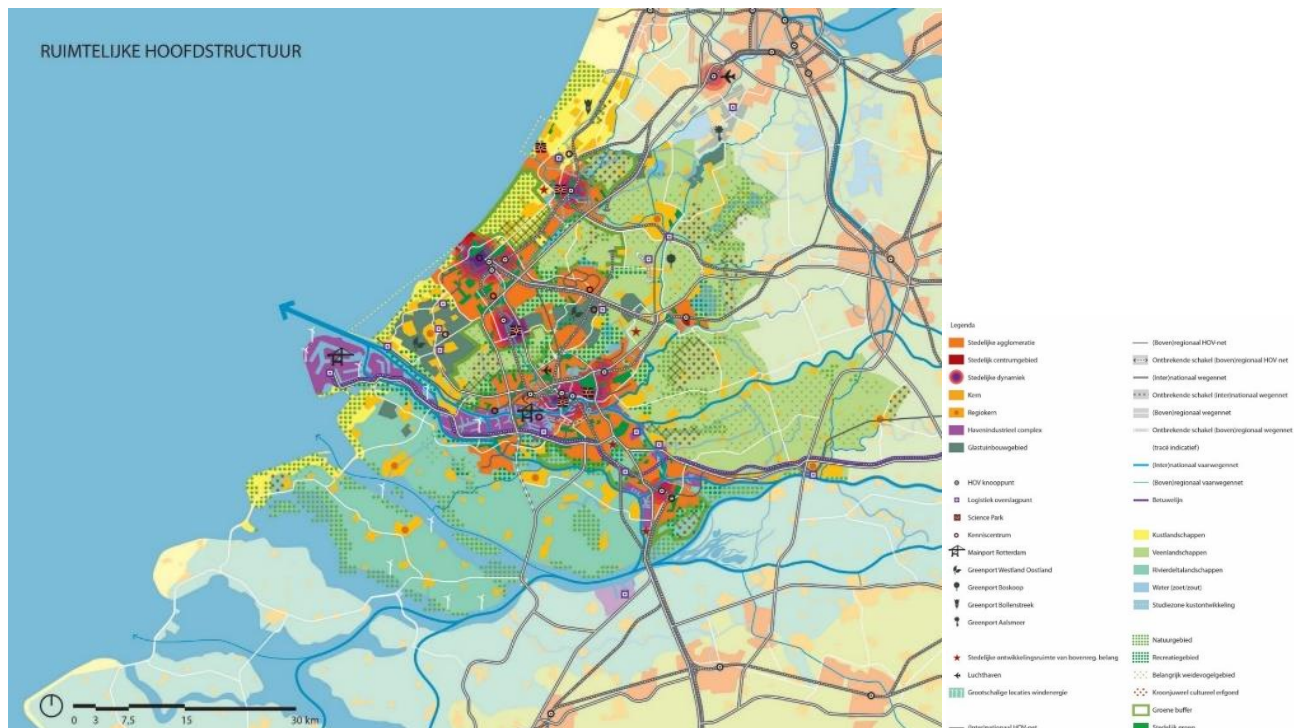 RUIMTELIJKE HOOFDSTRUCTUUR
0 3 7,5 15 30 km
Legenda
Stedelijke agglomeratie
Stedelijk centrumgebied
Stedelijke dynamiek
Kern
Regiokern
Havenindustrieel complex
Glastuinbouwgebied
HOV knooppunt
Logistiek overslagpunt
Science Park
Kenniscentrum
Mainport Rotterdam
Greenport Westland Oostland
Greenport Boskoop
Greenport Bollenstreek
Greenport Aalsmeer
Stedelijke ontwikkelingsruimte van bovenreg. belang
Luchthaven
Grootschalige locaties windenergie
(Inter)nationaal HOV-net
(Boven)regionaal HOV-net
Ontbrekende schakel (boven)regionaal HOV-net
(Inter)nationaal wegennet
Ontbrekende schakel (inter)nationaal wegennet
(Boven)regionaal wegennet
Ontbrekende schakel (boven)regionaal wegennet
(tracé indicatief)
(Inter)nationaal vaarwegennet
(Boven)regionaal vaarwegennet
Betuwelijn
Kustlandschappen
Veenlandschappen
Rivierdeltalandschappen
Water (zoet/zout)
Studiezone kustontwikkeling
Natuurgebied
Recreatiegebied
Belangrijk weidevogelgebied
Kroonjuweel cultureel erfgoed
Groene buffer
Stedelijk groen